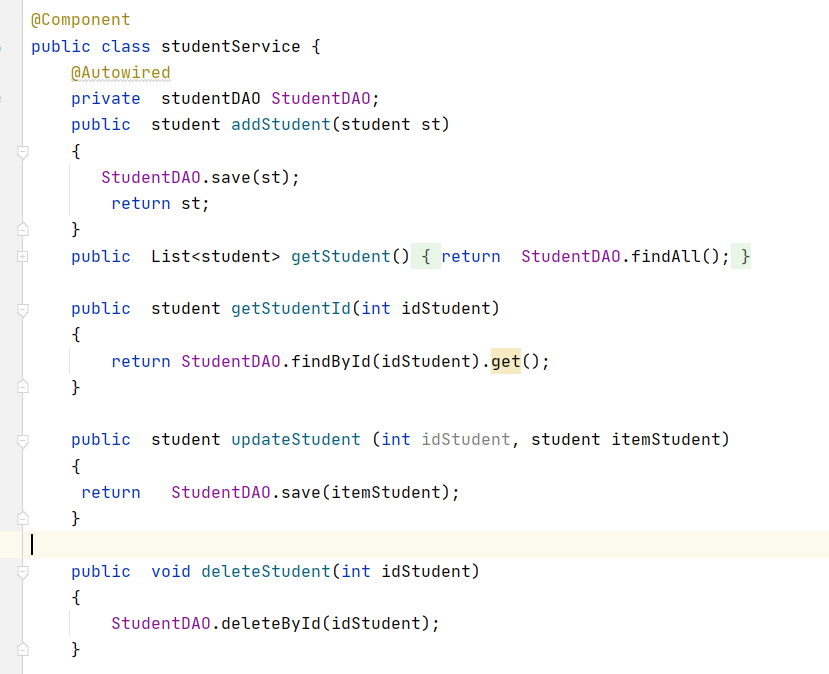 @Component
public class studentService {
    @Autowired
    private  studentDAO StudentDAO;
    public  student addStudent(student st)
    {
       StudentDAO.save(st);
        return st;
    }
    public  List<student> getStudent() { return  StudentDAO.findAll(); }
    public  student getStudentId(int idStudent)
    {
        return StudentDAO.findById(idStudent).get();
    }
    public  student updateStudent (int idStudent, student itemStudent)
    {
     return   StudentDAO.save(itemStudent);
    }
    public  void deleteStudent(int idStudent)
    {
        StudentDAO.deleteById(idStudent);
    }